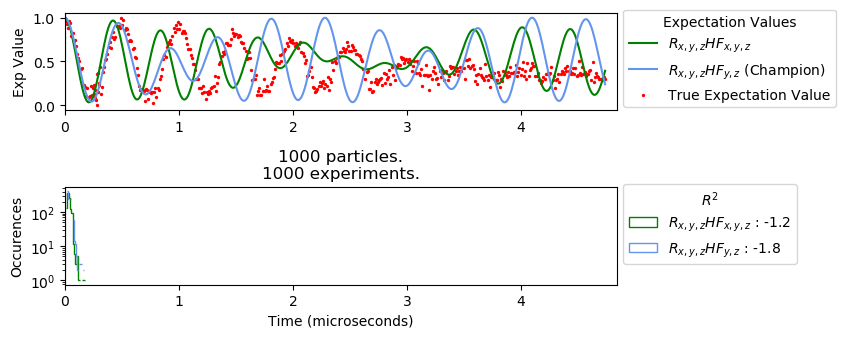 Exp Value
1.0
0.5
0.0
0
1
2
3
4
Expectation Values
R_{x,y,z}HF_{x,y,z}
R_{x,y,z}HF_{y,z} (Champion)
True Expectation Value
1000 particles.
1000 experiments.
Occurences
10^2
10^1
10^0
0
1
2
3
4
Time (microseconds)
R^2
R_{x,y,z}HF_{x,y,z} : -1.2
R_{x,y,z}HF_{y,z} : -1.8